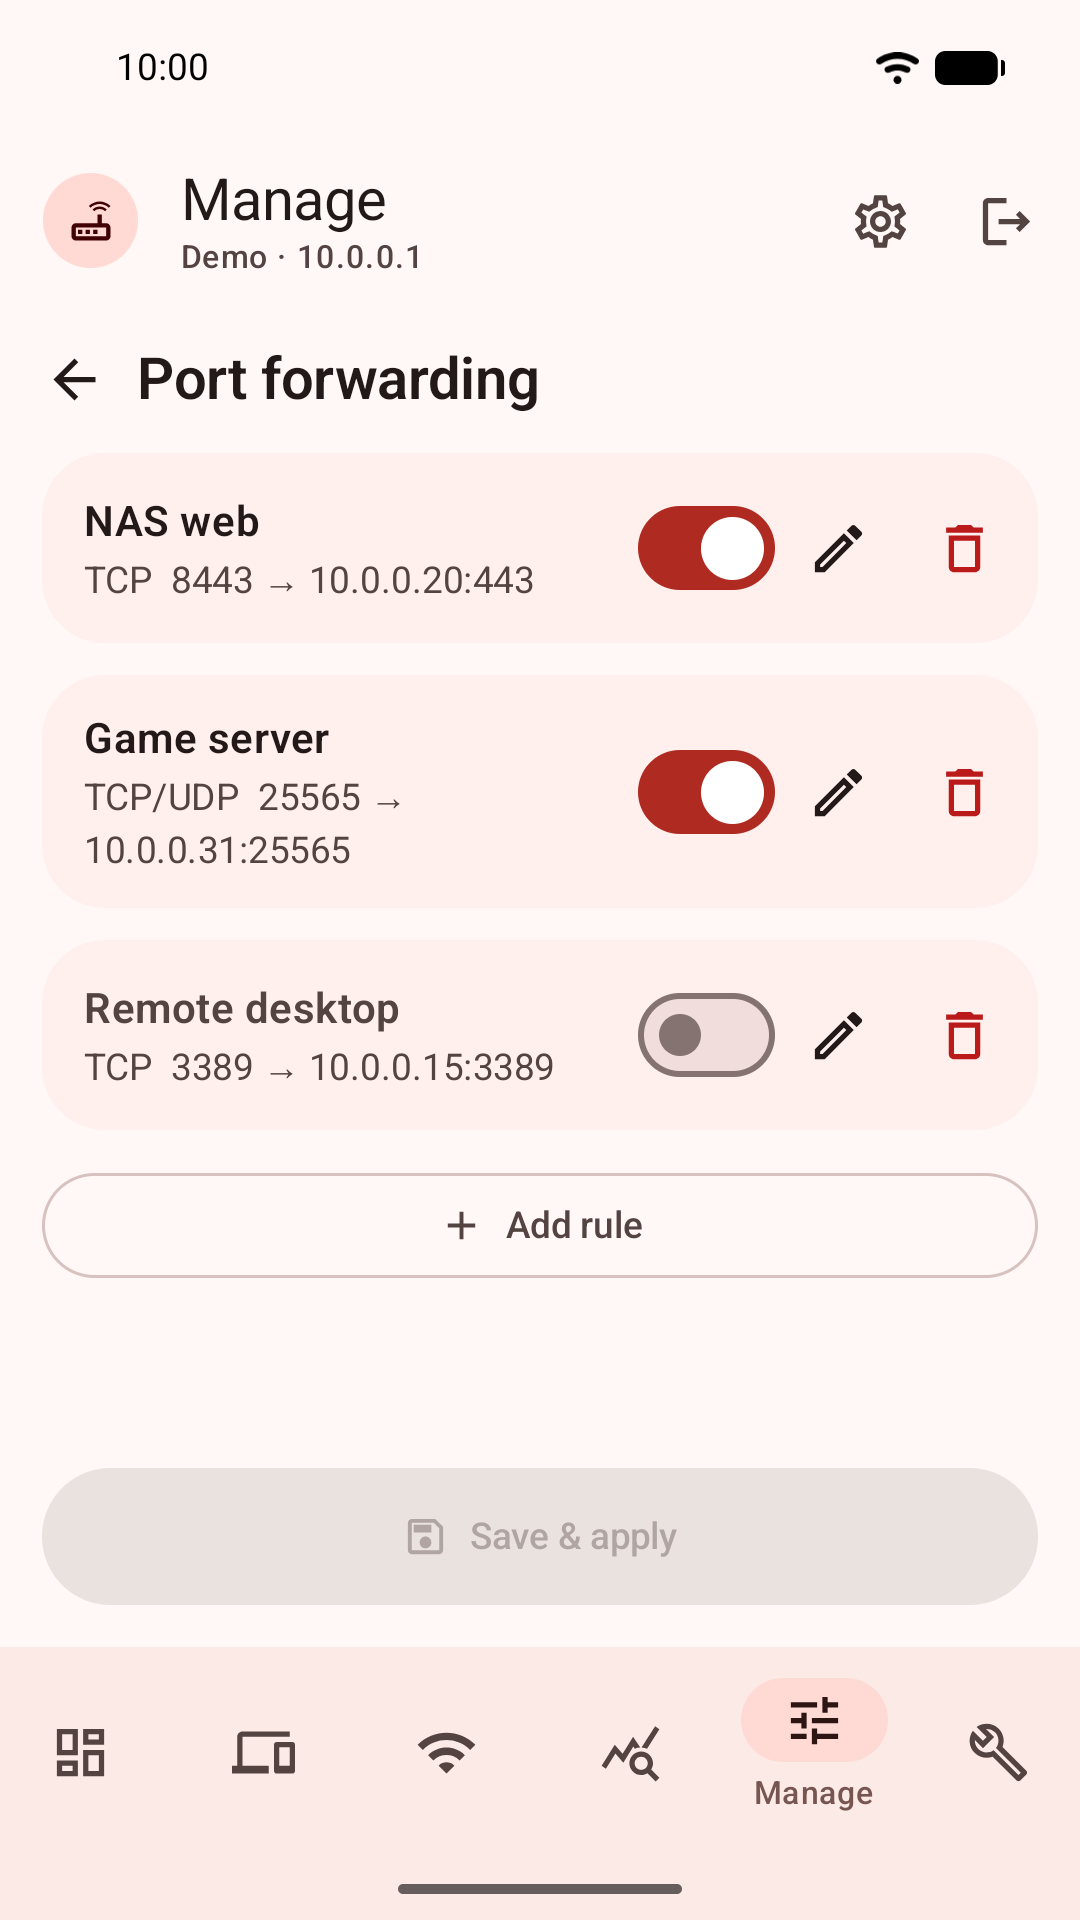 10:00
Manage
Demo · 10.0.0.1
Port forwarding
NAS web
TCP  8443 → 10.0.0.20:443
Game server
TCP/UDP  25565 →
10.0.0.31:25565
Remote desktop
TCP  3389 → 10.0.0.15:3389
+ Add rule
Save & apply
Manage